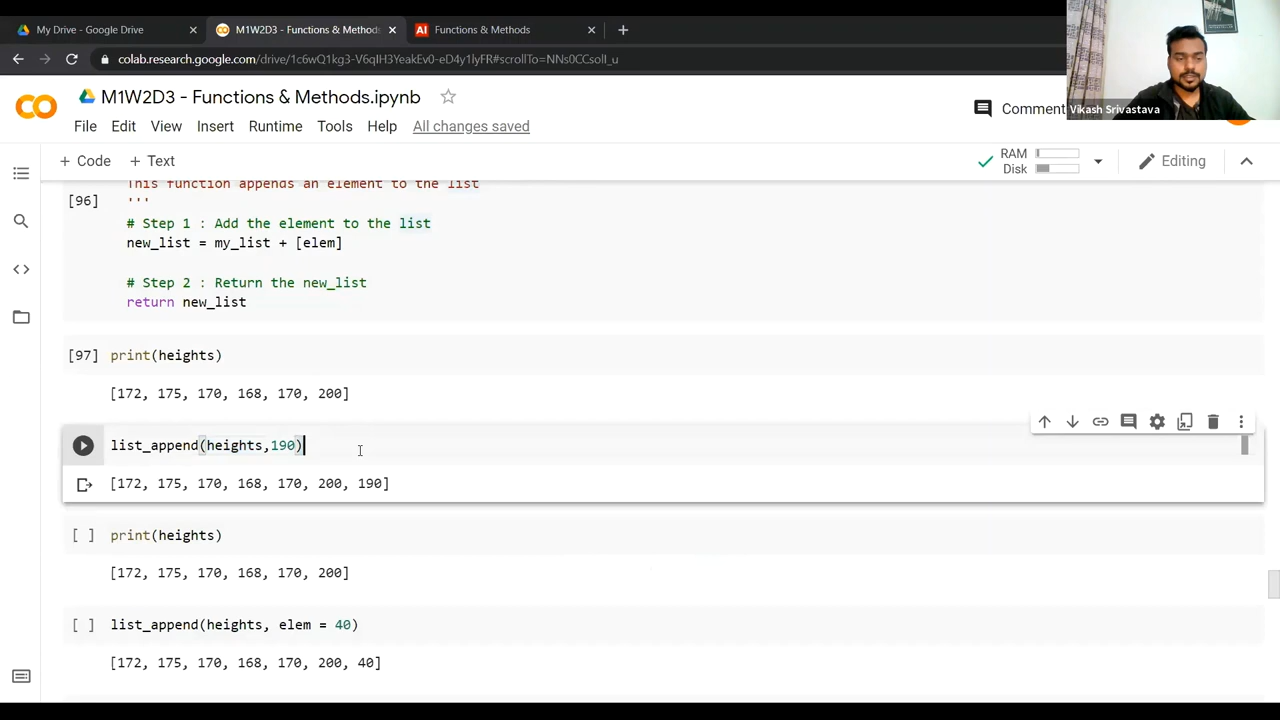 My Drive - Google Drive
M1W2D3 - Functions & Methods
Functions & Methods
colab.research.google.com/drive/1c6wQ1kg3-V6qIH3YeakEv0-eD4y1lyFR#scrollTo=NNs0CCsolI_u
Vikash Srivastava
M1W2D3 - Functions & Methods.ipynb
Comment
File Edit View Insert Runtime Tools Help All changes saved
+ Code + Text
RAM
Disk
Editing
This function appends an element to the list
[96]
'''
# Step 1 : Add the element to the list
new_list = my_list + [elem]
# Step 2 : Return the new_list
return new_list
[97] print(heights)
[172, 175, 170, 168, 170, 200]
list_append(heights,190)
[172, 175, 170, 168, 170, 200, 190]
[ ] print(heights)
[172, 175, 170, 168, 170, 200]
[ ] list_append(heights, elem = 40)
[172, 175, 170, 168, 170, 200, 40]